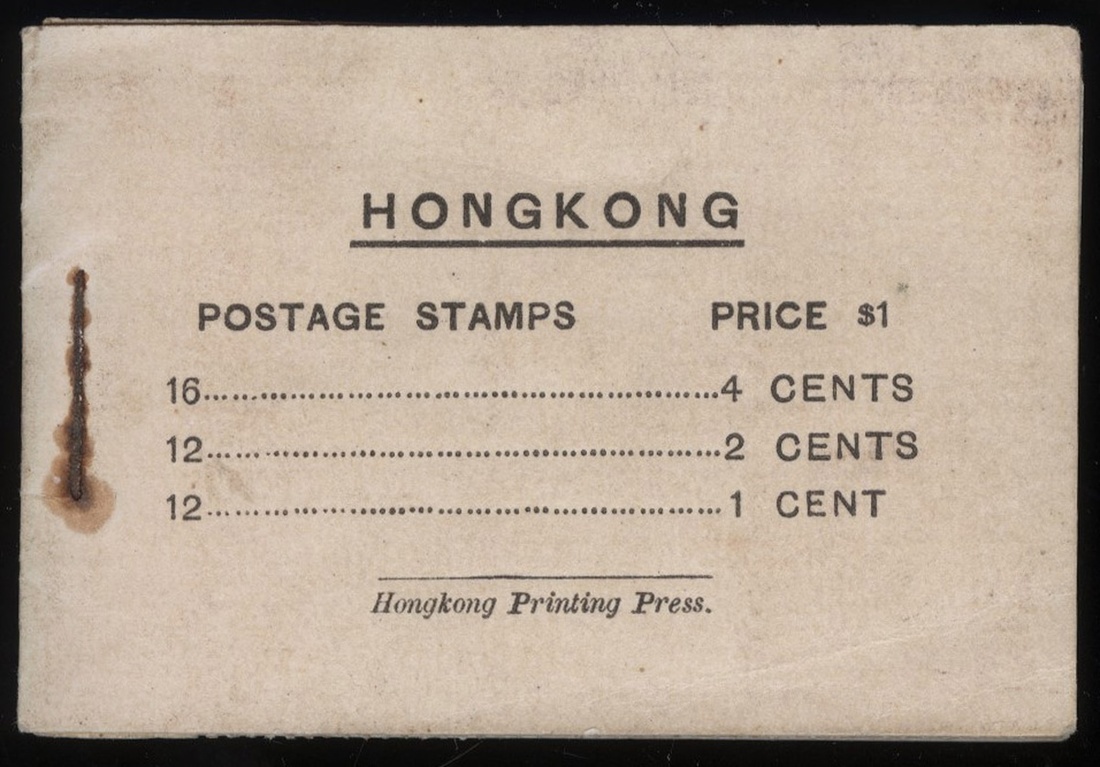 HONGKONG
POSTAGE STAMPS PRICE $1
16..................................................4 CENTS
12..................................................2 CENTS
12..................................................1 CENT
Hongkong Printing Press.